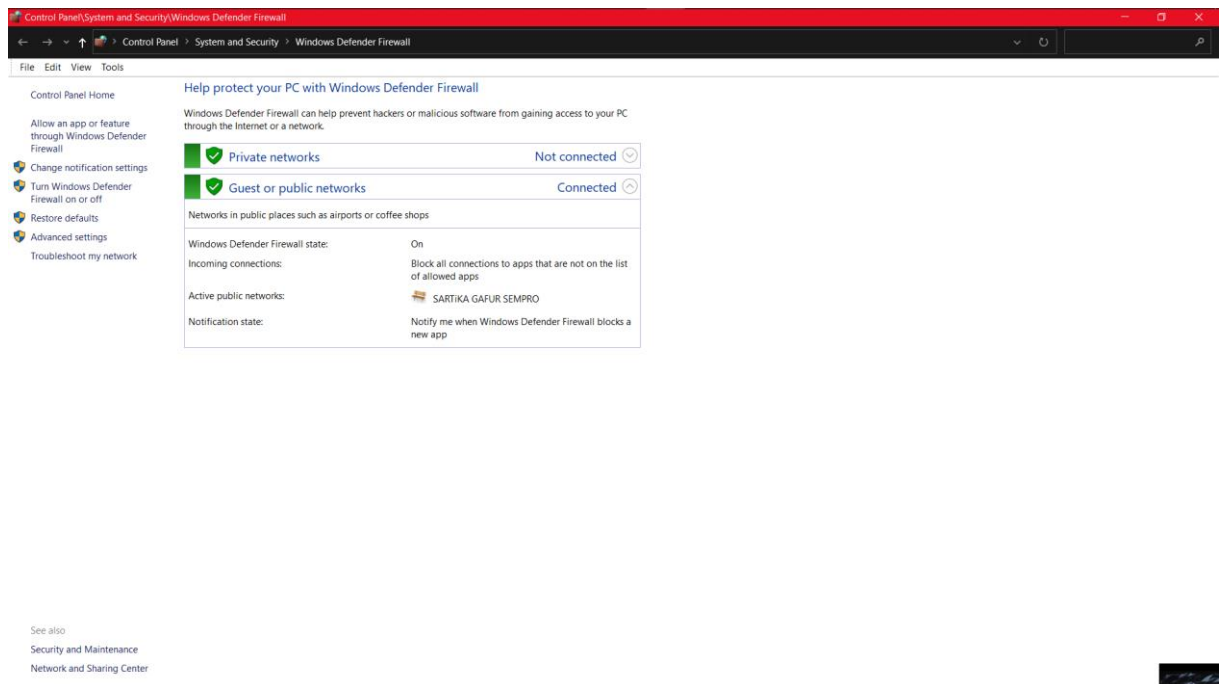 Control Panel\System and Security\Windows Defender Firewall
Control Panel > System and Security > Windows Defender Firewall
File Edit View Tools
Control Panel Home
Allow an app or feature
through Windows Defender
Firewall
Change notification settings
Turn Windows Defender
Firewall on or off
Restore defaults
Advanced settings
Troubleshoot my network
Help protect your PC with Windows Defender Firewall
Windows Defender Firewall can help prevent hackers or malicious software from gaining access to your PC
through the Internet or a network.
Private networks Not connected
Guest or public networks Connected
Networks in public places such as airports or coffee shops
Windows Defender Firewall state: On
Incoming connections: Block all connections to apps that are not on the list
of allowed apps
Active public networks: SARTiKA GAFUR SEMPRO
Notification state: Notify me when Windows Defender Firewall blocks a
new app
See also
Security and Maintenance
Network and Sharing Center